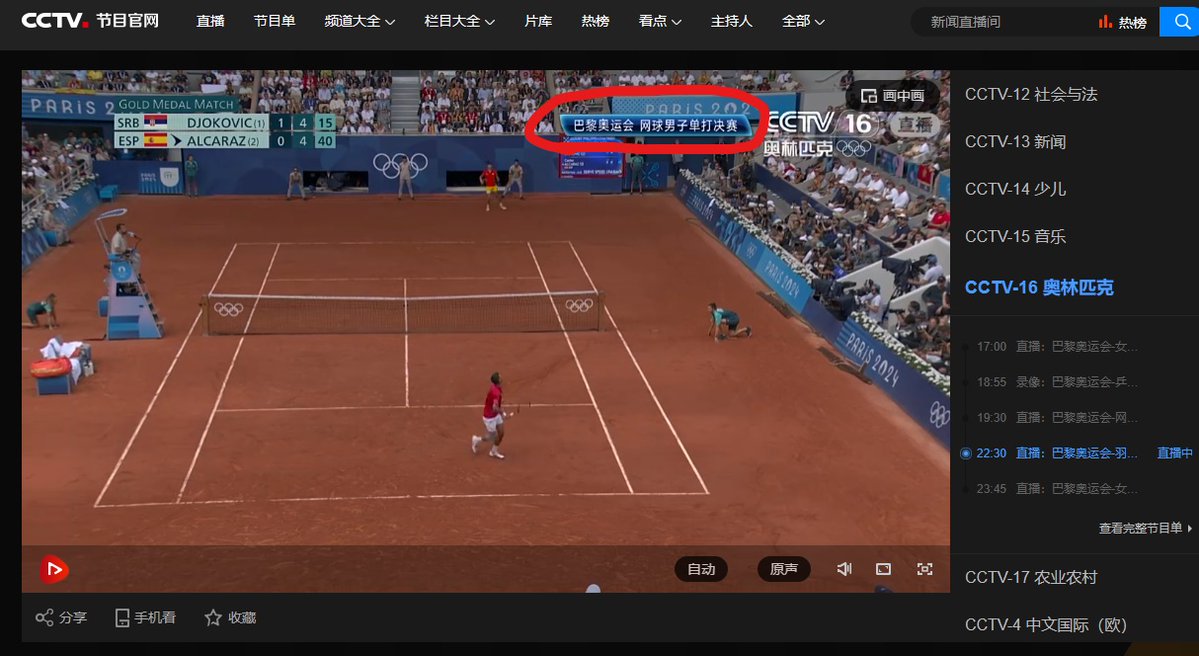 CCTV. 节目官网 直播 节目单 频道大全 栏目大全 片库 热榜 看点 主持人 全部 新闻直播间 热榜
PARIS 2
GOLD MEDAL MATCH
SRB DJOKOVIC(1) 1 4 15
ESP ALCARAZ(2) 0 4 40
PARIS 202
巴黎奥运会 网球男子单打决赛
画中画
CCTV 16 直播
奥林匹克
PARIS 2024
PARIS 2024
PARIS 2024
自动 原声
分享 手机看 收藏
CCTV-12 社会与法
CCTV-13 新闻
CCTV-14 少儿
CCTV-15 音乐
CCTV-16 奥林匹克
17:00 直播：巴黎奥运会-女...
18:55 录像：巴黎奥运会-乒...
19:30 直播：巴黎奥运会-网...
22:30 直播：巴黎奥运会-羽... 直播中
23:45 直播：巴黎奥运会-女...
查看完整节目单
CCTV-17 农业农村
CCTV-4 中文国际（欧）